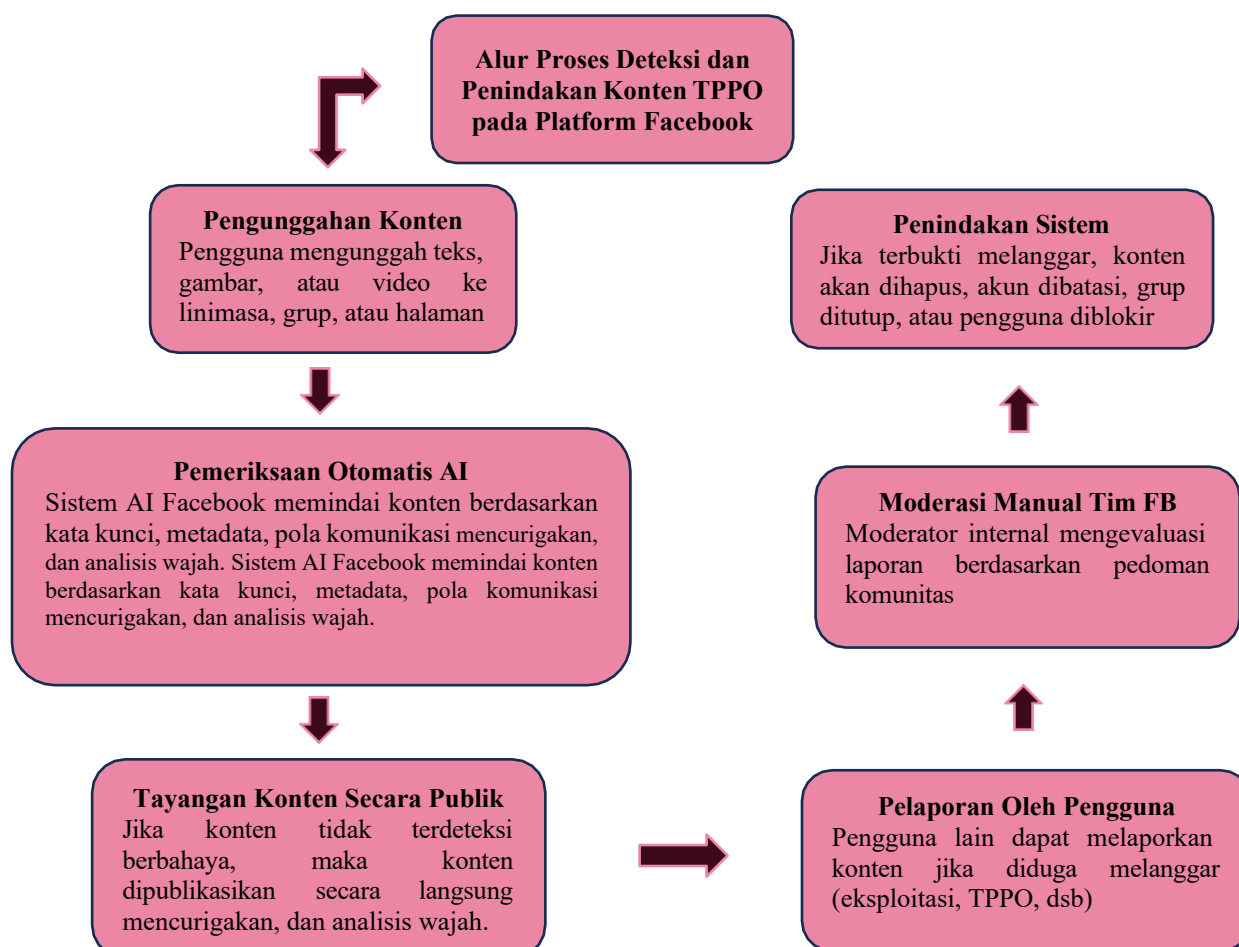 Alur Proses Deteksi dan
Penindakan Konten TPPO
pada Platform Facebook
Pengunggahan Konten
Pengguna mengunggah teks,
gambar, atau video ke
linimasa, grup, atau halaman
Pemeriksaan Otomatis AI
Sistem AI Facebook memindai konten berdasarkan
kata kunci, metadata, pola komunikasi mencurigakan,
dan analisis wajah. Sistem AI Facebook memindai konten
berdasarkan kata kunci, metadata, pola komunikasi
mencurigakan, dan analisis wajah.
Tayangan Konten Secara Publik
Jika konten tidak terdeteksi
berbahaya, maka konten
dipublikasikan secara langsung
mencurigakan, dan analisis wajah.
Pelaporan Oleh Pengguna
Pengguna lain dapat melaporkan
konten jika diduga melanggar
(eksploitasi, TPPO, dsb)
Moderasi Manual Tim FB
Moderator internal mengevaluasi
laporan berdasarkan pedoman
komunitas
Penindakan Sistem
Jika terbukti melanggar, konten
akan dihapus, akun dibatasi, grup
ditutup, atau pengguna diblokir